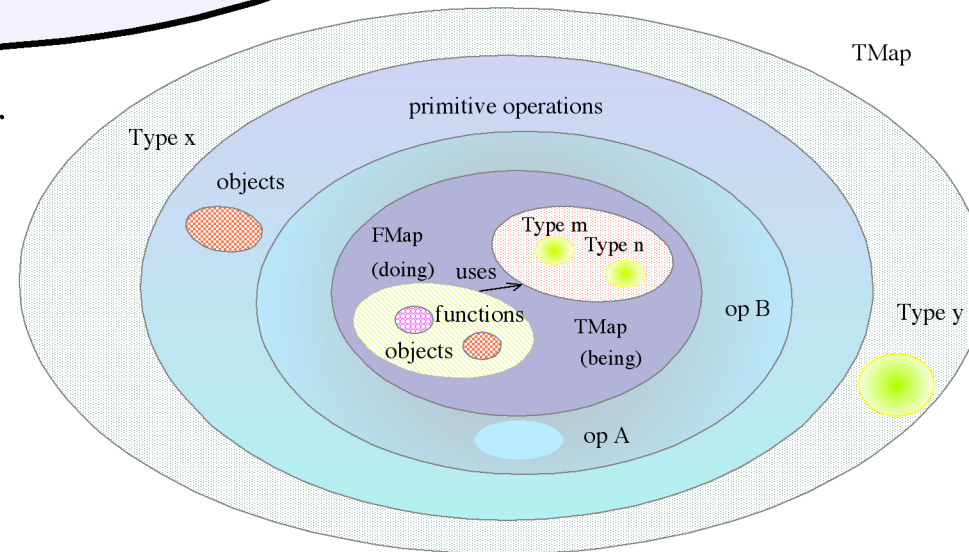 TMap
primitive operations
Type x
objects
Type m
FMap
Type n
(doing)
uses
op B
functions
Type y
TMap
objects
(being)
op A